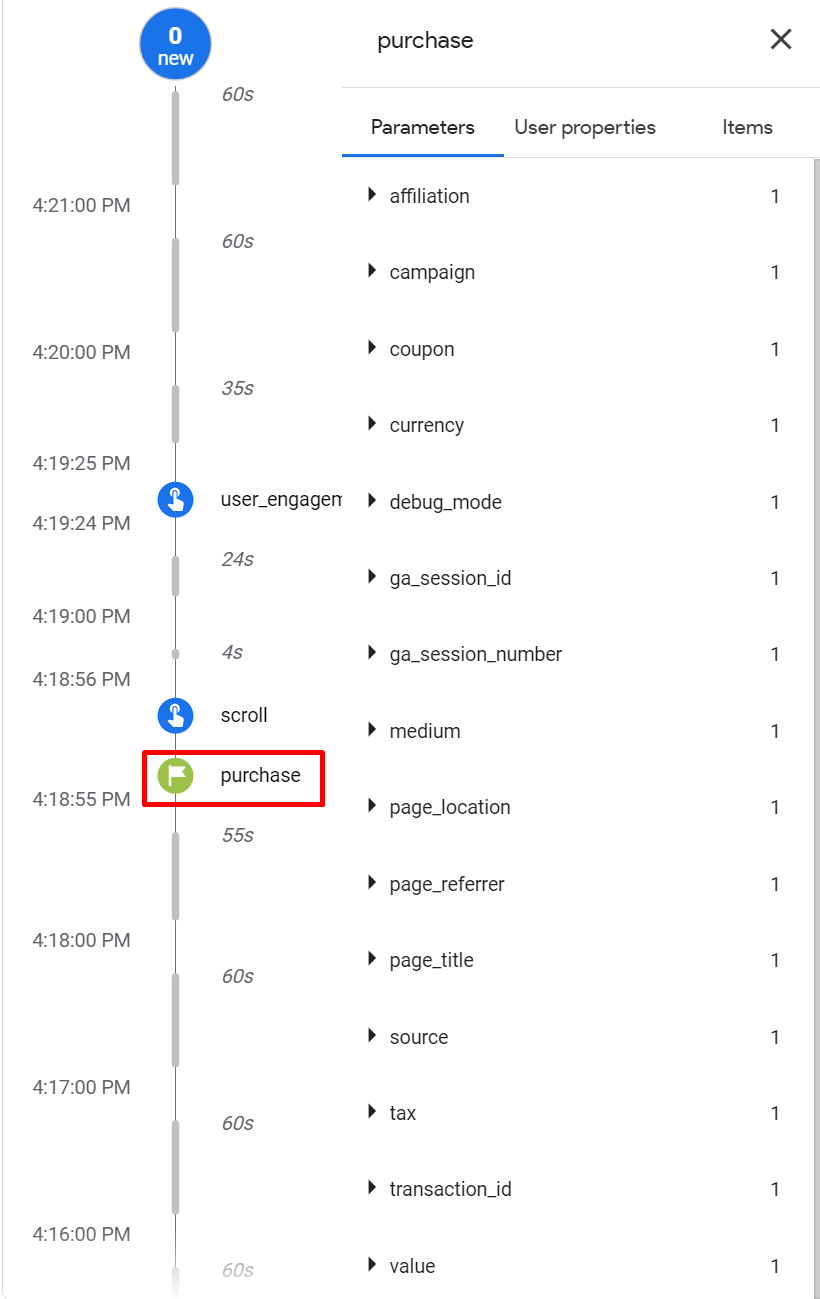 0
new
60s
4:21:00 PM
60s
4:20:00 PM
35s
4:19:25 PM
user_engagem
4:19:24 PM
24s
4:19:00 PM
4s
4:18:56 PM
scroll
purchase
4:18:55 PM
55s
4:18:00 PM
60s
4:17:00 PM
60s
4:16:00 PM
60s
purchase
Parameters User properties Items
affiliation 1
campaign 1
coupon 1
currency 1
debug_mode 1
ga_session_id 1
ga_session_number 1
medium 1
page_location 1
page_referrer 1
page_title 1
source 1
tax 1
transaction_id 1
value 1